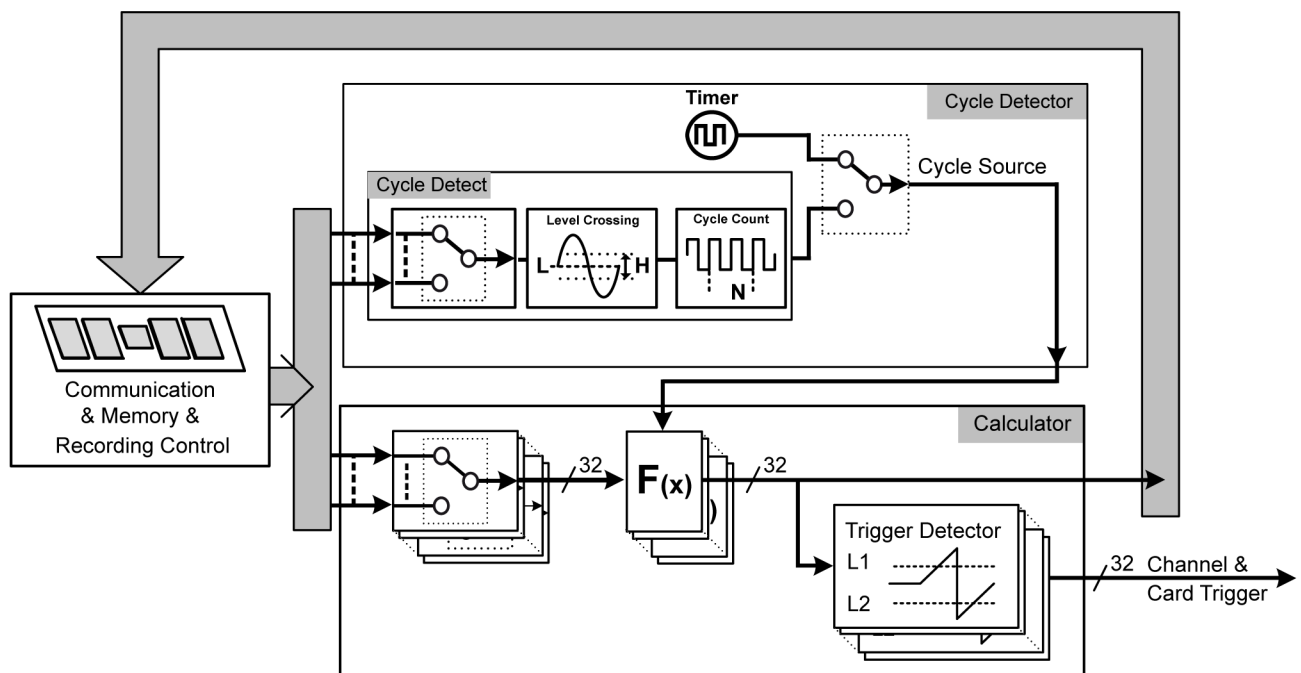 Cycle Detector
Timer
Cycle Source
Cycle Detect
Level Crossing
L
H
Cycle Count
N
Communication
& Memory &
Recording Control
Calculator
32
F(x)
)
32
Trigger Detector
L1
L2
32
Channel &
Card Trigger